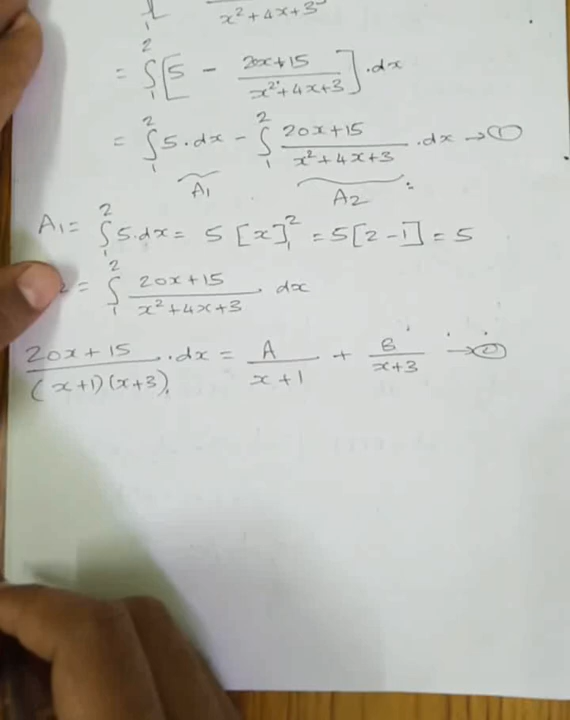 x²+4x+3
1
= ∫₁² [5 - 20x+15 / x²+4x+3] .dx
= ∫₁² 5.dx - ∫₁² 20x+15 / x²+4x+3 .dx → ①
A₁ A₂
A₁ = ∫₁² 5.dx = 5 [x]₁² = 5[2-1] = 5
₂ = ∫₁² 20x+15 / x²+4x+3 . dx
20x+15 / (x+1)(x+3) .dx = A / x+1 + B / x+3 → ②